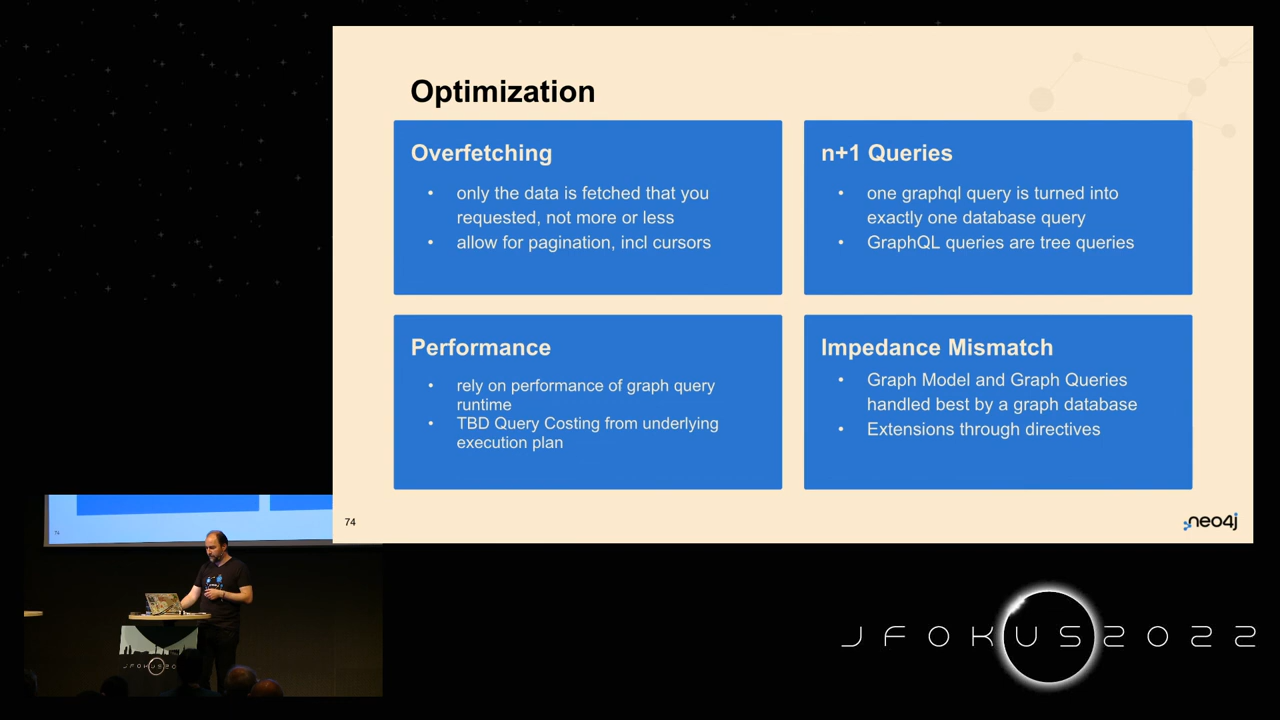 Optimization
Overfetching
• only the data is fetched that you
requested, not more or less
• allow for pagination, incl cursors
n+1 Queries
• one graphql query is turned into
exactly one database query
• GraphQL queries are tree queries
Performance
• rely on performance of graph query
runtime
• TBD Query Costing from underlying
execution plan
Impedance Mismatch
• Graph Model and Graph Queries
handled best by a graph database
• Extensions through directives
74
neo4j
74
JFOKUS2022
JFOKUS20